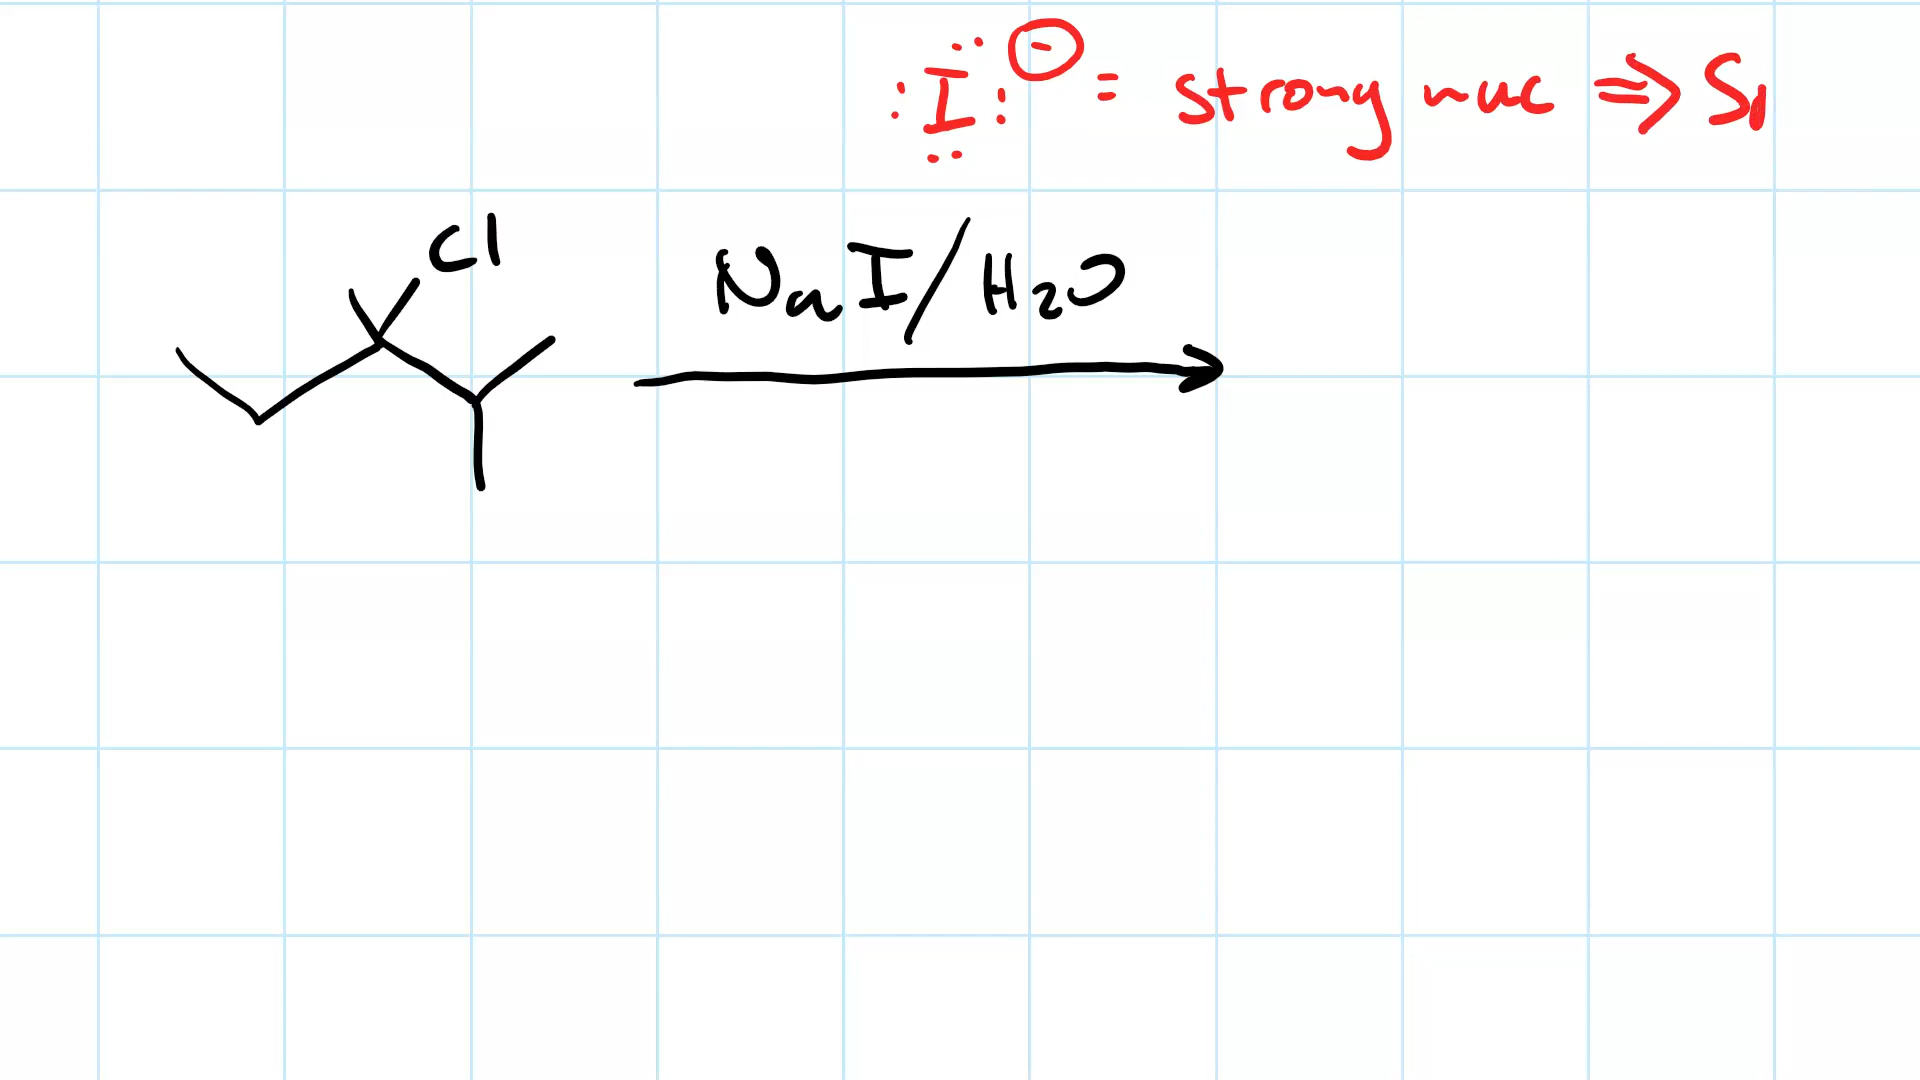 :I:⊖ = strong nuc ⇒ S
Cl
NaI/H₂O